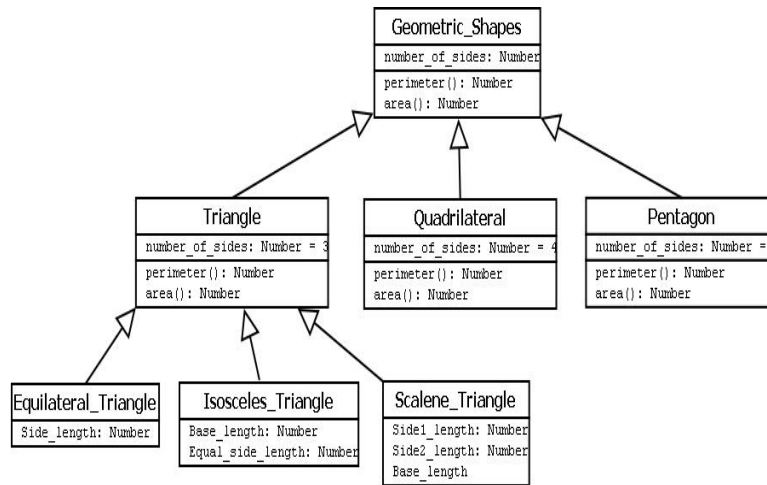 Geometric_Shapes
number_of_sides: Number
perimeter(): Number
area(): Number
Triangle
number_of_sides: Number = 3
perimeter(): Number
area(): Number
Quadrilateral
number_of_sides: Number = 4
perimeter(): Number
area(): Number
Pentagon
number_of_sides: Number =
perimeter(): Number
area(): Number
Equilateral_Triangle
Side_length: Number
Isosceles_Triangle
Base_length: Number
Equal_side_length: Number
Scalene_Triangle
Side1_length: Number
Side2_length: Number
Base_length